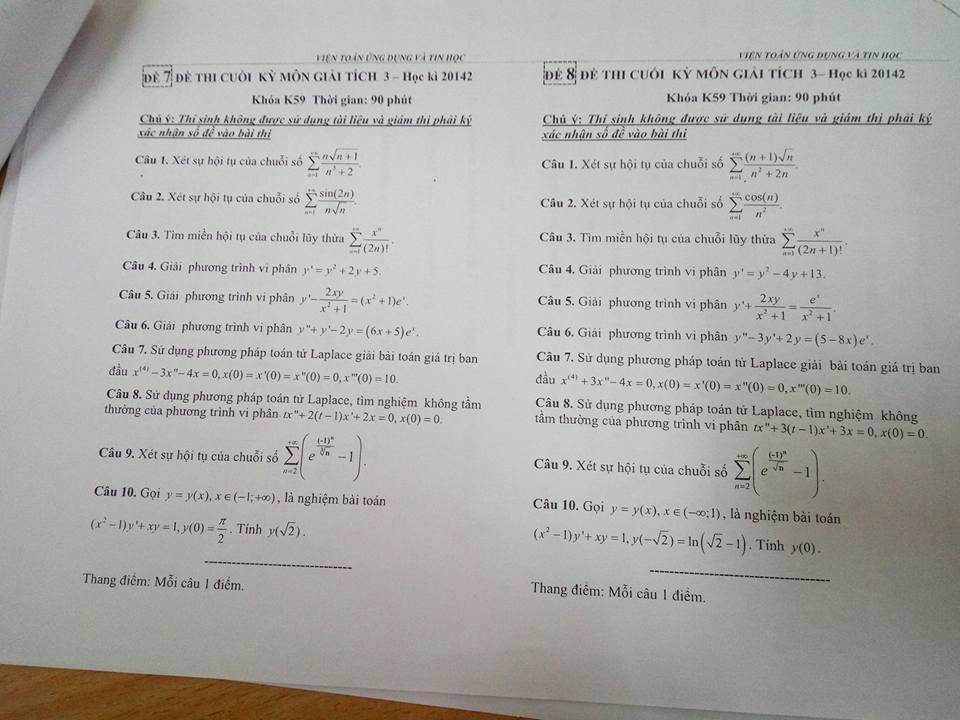 VIỆN TOÁN ỨNG DỤNG VÀ TIN HỌC
ĐỀ 7 ĐỀ THI CUỐI KỲ MÔN GIẢI TÍCH 3 – Học kì 20142
Khóa K59 Thời gian: 90 phút
Chú ý: Thí sinh không được sử dụng tài liệu và giám thị phải ký
xác nhận số đề vào bài thi
Câu 1. Xét sự hội tụ của chuỗi số $\sum_{n=1}^{+\infty} \frac{n\sqrt{n+1}}{n^3+2}$.
Câu 2. Xét sự hội tụ của chuỗi số $\sum_{n=1}^{+\infty} \frac{\sin(2n)}{n\sqrt{n}}$.
Câu 3. Tìm miền hội tụ của chuỗi lũy thừa $\sum_{n=1}^{+\infty} \frac{x^n}{(2n)!}$.
Câu 4. Giải phương trình vi phân y' = y² + 2y + 5.
Câu 5. Giải phương trình vi phân $y' - \frac{2xy}{x^2+1} = (x^2+1)e^x$.
Câu 6. Giải phương trình vi phân y'' + y' – 2y = (6x + 5)eˣ.
Câu 7. Sử dụng phương pháp toán tử Laplace giải bài toán giá trị ban
đầu x⁽⁴⁾ – 3x'' – 4x = 0, x(0) = x'(0) = x''(0) = 0, x'''(0) = 10.
Câu 8. Sử dụng phương pháp toán tử Laplace, tìm nghiệm không tầm
thường của phương trình vi phân tx'' + 2(t – 1)x' + 2x = 0, x(0) = 0.
Câu 9. Xét sự hội tụ của chuỗi số $\sum_{n=2}^{+\infty} \left( e^{\frac{(-1)^n}{\sqrt[3]{n}}} - 1 \right)$.
Câu 10. Gọi y = y(x), x ∈ (–1; +∞), là nghiệm bài toán
(x² – 1)y' + xy = 1, y(0) = $\frac{\pi}{2}$. Tính y(√2).
Thang điểm: Mỗi câu 1 điểm.
VIỆN TOÁN ỨNG DỤNG VÀ TIN HỌC
ĐỀ 8 ĐỀ THI CUỐI KỲ MÔN GIẢI TÍCH 3– Học kì 20142
Khóa K59 Thời gian: 90 phút
Chú ý: Thí sinh không được sử dụng tài liệu và giám thị phải ký
xác nhận số đề vào bài thi
Câu 1. Xét sự hội tụ của chuỗi số $\sum_{n=1}^{+\infty} \frac{(n+1)\sqrt{n}}{n^2+2n}$.
Câu 2. Xét sự hội tụ của chuỗi số $\sum_{n=1}^{+\infty} \frac{\cos(n)}{n^2}$.
Câu 3. Tìm miền hội tụ của chuỗi lũy thừa $\sum_{n=1}^{+\infty} \frac{x^n}{(2n+1)!}$.
Câu 4. Giải phương trình vi phân y' = y² – 4y + 13.
Câu 5. Giải phương trình vi phân $y' + \frac{2xy}{x^2+1} = \frac{e^x}{x^2+1}$.
Câu 6. Giải phương trình vi phân y'' – 3y' + 2y = (5 – 8x)eˣ.
Câu 7. Sử dụng phương pháp toán tử Laplace giải bài toán giá trị ban
đầu x⁽⁴⁾ + 3x'' – 4x = 0, x(0) = x'(0) = x''(0) = 0, x'''(0) = 10.
Câu 8. Sử dụng phương pháp toán tử Laplace, tìm nghiệm không
tầm thường của phương trình vi phân tx'' + 3(t – 1)x' + 3x = 0, x(0) = 0.
Câu 9. Xét sự hội tụ của chuỗi số $\sum_{n=2}^{+\infty} \left( e^{\frac{(-1)^n}{\sqrt{n}}} - 1 \right)$.
Câu 10. Gọi y = y(x), x ∈ (–∞; 1), là nghiệm bài toán
(x² – 1)y' + xy = 1, y(–√2) = ln(√2 – 1). Tính y(0).
Thang điểm: Mỗi câu 1 điểm.